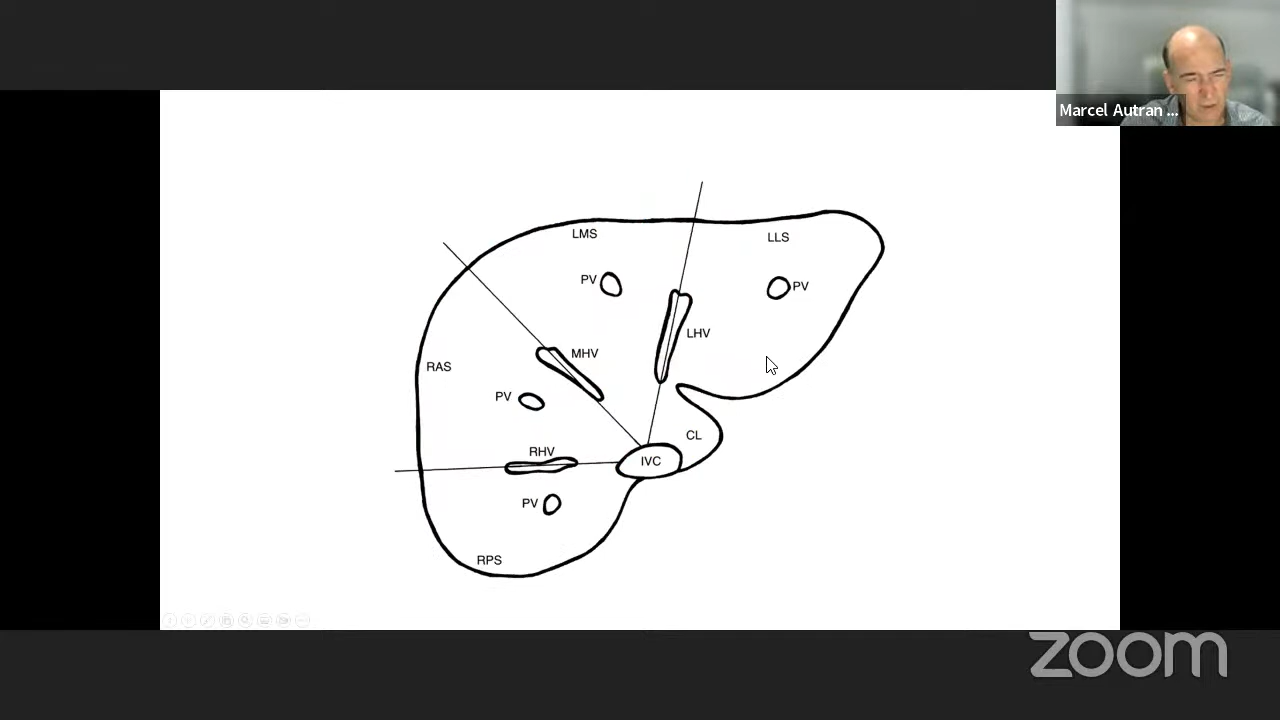 Marcel Autran ...
LMS
LLS
PV
PV
LHV
MHV
RAS
PV
CL
RHV
IVC
PV
RPS
zoom